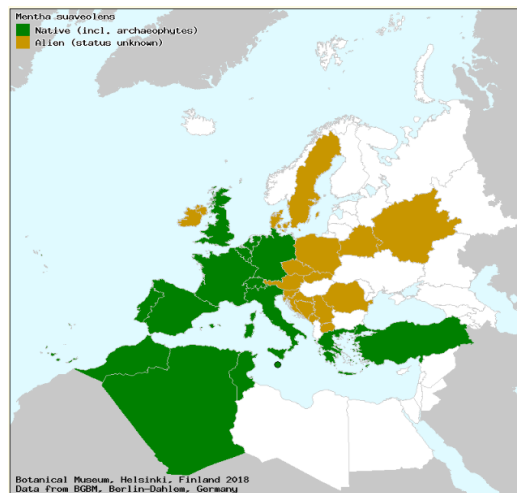 Mentha suaveolens
Native (incl. archaeophytes)
Alien (status unknown)
Botanical Museum, Helsinki, Finland 2018
Data from BGBM, Berlin-Dahlem, Germany